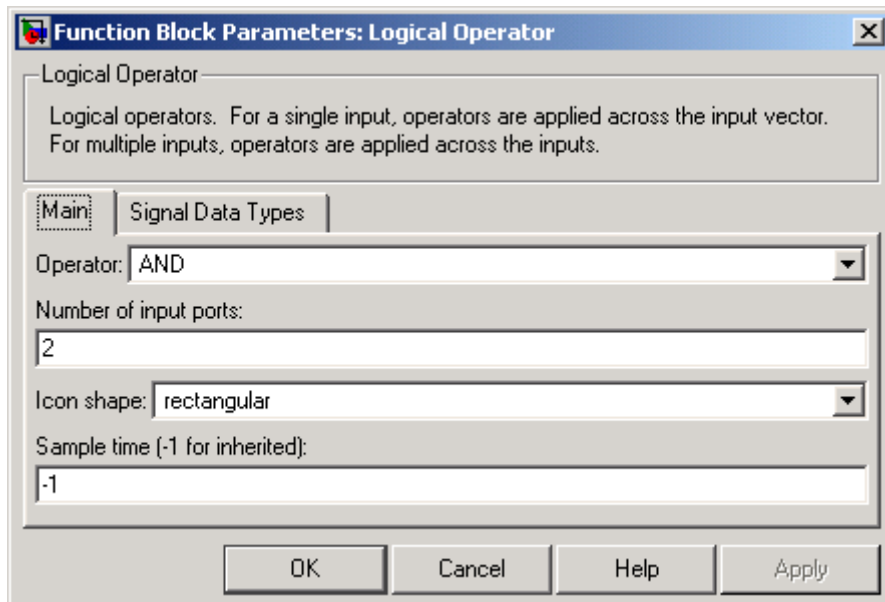 Function Block Parameters: Logical Operator
Logical Operator
Logical operators. For a single input, operators are applied across the input vector.
For multiple inputs, operators are applied across the inputs.
Main Signal Data Types
Operator: AND
Number of input ports:
2
Icon shape: rectangular
Sample time (-1 for inherited):
-1
OK Cancel Help Apply